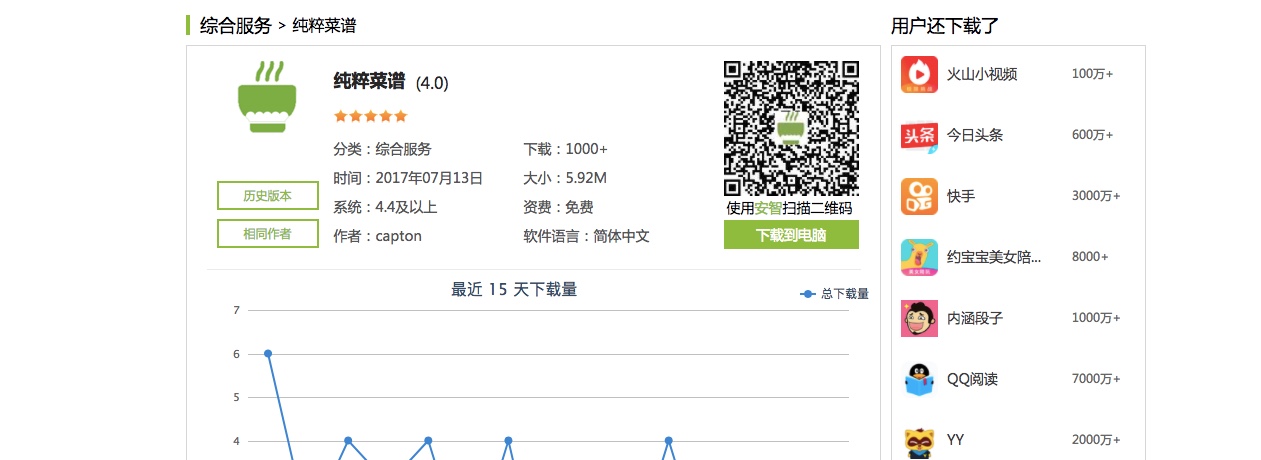 综合服务 > 纯粹菜谱
纯粹菜谱 (4.0)
分类：综合服务 下载：1000+
时间：2017年07月13日 大小：5.92M
系统：4.4及以上 资费：免费
作者：capton 软件语言：简体中文
历史版本
相同作者
使用安智扫描二维码
下载到电脑
最近 15 天下载量
总下载量
7
6
5
4
用户还下载了
火山小视频 100万+
头条
今日头条 600万+
快手 3000万+
约宝宝美女陪... 8000+
内涵段子 1000万+
QQ阅读 7000万+
YY 2000万+